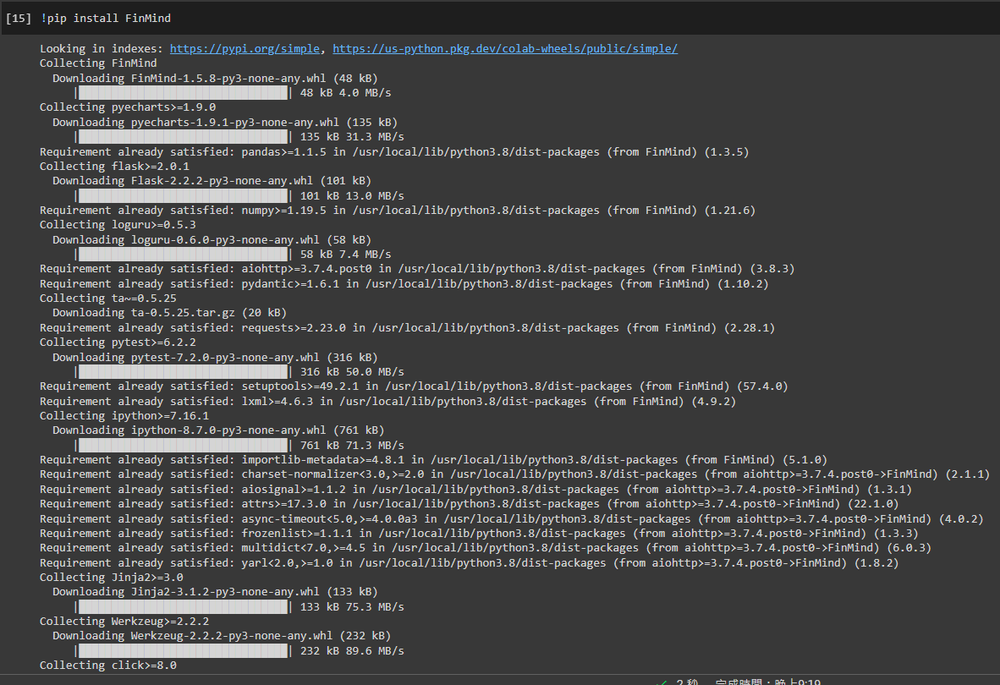 [15] !pip install FinMind
Looking in indexes: https://pypi.org/simple, https://us-python.pkg.dev/colab-wheels/public/simple/
Collecting FinMind
Downloading FinMind-1.5.8-py3-none-any.whl (48 kB)
|████████████████████████████████| 48 kB 4.0 MB/s
Collecting pyecharts>=1.9.0
Downloading pyecharts-1.9.1-py3-none-any.whl (135 kB)
|████████████████████████████████| 135 kB 31.3 MB/s
Requirement already satisfied: pandas>=1.1.5 in /usr/local/lib/python3.8/dist-packages (from FinMind) (1.3.5)
Collecting flask>=2.0.1
Downloading Flask-2.2.2-py3-none-any.whl (101 kB)
|████████████████████████████████| 101 kB 13.0 MB/s
Requirement already satisfied: numpy>=1.19.5 in /usr/local/lib/python3.8/dist-packages (from FinMind) (1.21.6)
Collecting loguru>=0.5.3
Downloading loguru-0.6.0-py3-none-any.whl (58 kB)
|████████████████████████████████| 58 kB 7.4 MB/s
Requirement already satisfied: aiohttp>=3.7.4.post0 in /usr/local/lib/python3.8/dist-packages (from FinMind) (3.8.3)
Requirement already satisfied: pydantic>=1.6.1 in /usr/local/lib/python3.8/dist-packages (from FinMind) (1.10.2)
Collecting ta~=0.5.25
Downloading ta-0.5.25.tar.gz (20 kB)
Requirement already satisfied: requests>=2.23.0 in /usr/local/lib/python3.8/dist-packages (from FinMind) (2.28.1)
Collecting pytest>=6.2.2
Downloading pytest-7.2.0-py3-none-any.whl (316 kB)
|████████████████████████████████| 316 kB 50.0 MB/s
Requirement already satisfied: setuptools>=49.2.1 in /usr/local/lib/python3.8/dist-packages (from FinMind) (57.4.0)
Requirement already satisfied: lxml>=4.6.3 in /usr/local/lib/python3.8/dist-packages (from FinMind) (4.9.2)
Collecting ipython>=7.16.1
Downloading ipython-8.7.0-py3-none-any.whl (761 kB)
|████████████████████████████████| 761 kB 71.3 MB/s
Requirement already satisfied: importlib-metadata>=4.8.1 in /usr/local/lib/python3.8/dist-packages (from FinMind) (5.1.0)
Requirement already satisfied: charset-normalizer<3.0,>=2.0 in /usr/local/lib/python3.8/dist-packages (from aiohttp>=3.7.4.post0->FinMind) (2.1.1)
Requirement already satisfied: aiosignal>=1.1.2 in /usr/local/lib/python3.8/dist-packages (from aiohttp>=3.7.4.post0->FinMind) (1.3.1)
Requirement already satisfied: attrs>=17.3.0 in /usr/local/lib/python3.8/dist-packages (from aiohttp>=3.7.4.post0->FinMind) (22.1.0)
Requirement already satisfied: async-timeout<5.0,>=4.0.0a3 in /usr/local/lib/python3.8/dist-packages (from aiohttp>=3.7.4.post0->FinMind) (4.0.2)
Requirement already satisfied: frozenlist>=1.1.1 in /usr/local/lib/python3.8/dist-packages (from aiohttp>=3.7.4.post0->FinMind) (1.3.3)
Requirement already satisfied: multidict<7.0,>=4.5 in /usr/local/lib/python3.8/dist-packages (from aiohttp>=3.7.4.post0->FinMind) (6.0.3)
Requirement already satisfied: yarl<2.0,>=1.0 in /usr/local/lib/python3.8/dist-packages (from aiohttp>=3.7.4.post0->FinMind) (1.8.2)
Collecting Jinja2>=3.0
Downloading Jinja2-3.1.2-py3-none-any.whl (133 kB)
|████████████████████████████████| 133 kB 75.3 MB/s
Collecting Werkzeug>=2.2.2
Downloading Werkzeug-2.2.2-py3-none-any.whl (232 kB)
|████████████████████████████████| 232 kB 89.6 MB/s
Collecting click>=8.0
✓ 2 秒 完成時間：晚上9:19